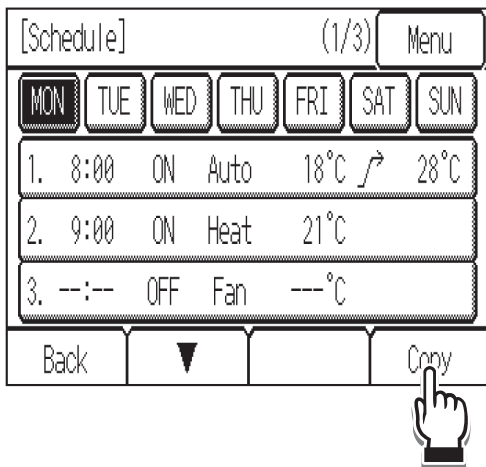 [Schedule] (1/3) Menu
MON TUE WED THU FRI SAT SUN
1. 8:00 ON Auto 18°C 28°C
2. 9:00 ON Heat 21°C
3. --:-- OFF Fan ---°C
Back ▼ Copy